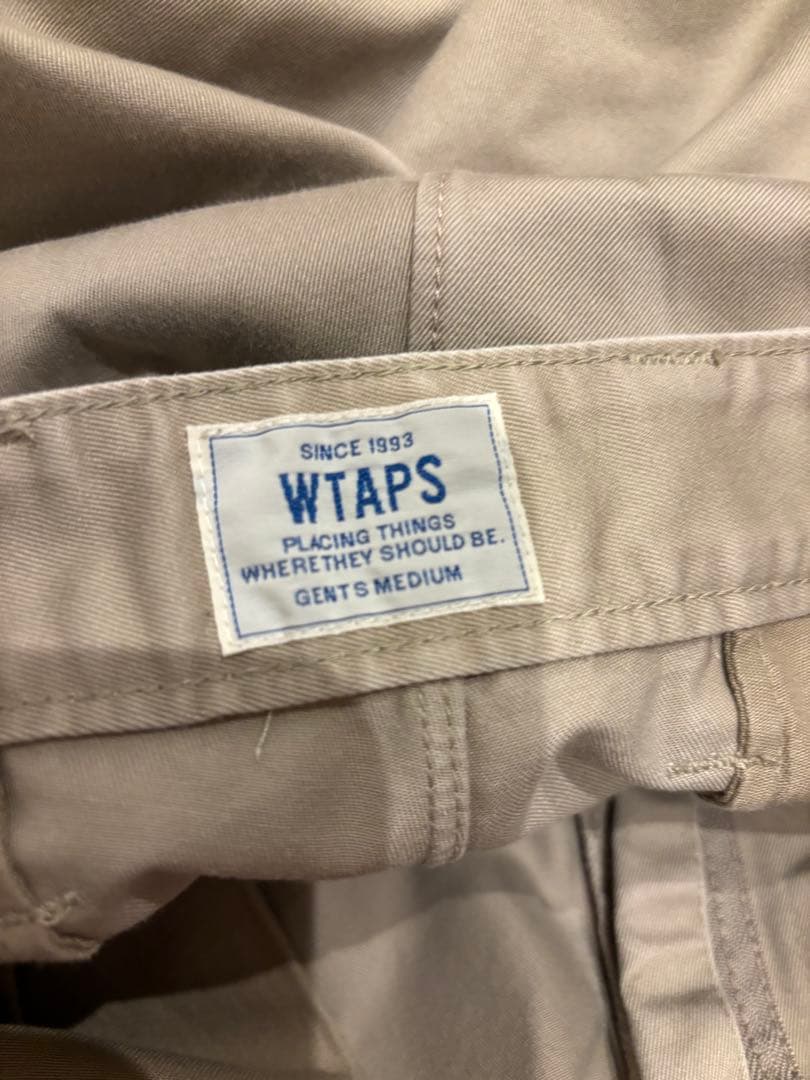 SINCE 1993
WTAPS
PLACING THINGS
WHERETHEY SHOULD BE.
GENTS MEDIUM